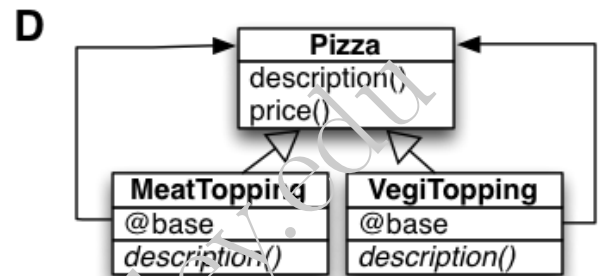 D
Pizza
description()
price()
MeatTopping
@base
description()
VegiTopping
@base
description()